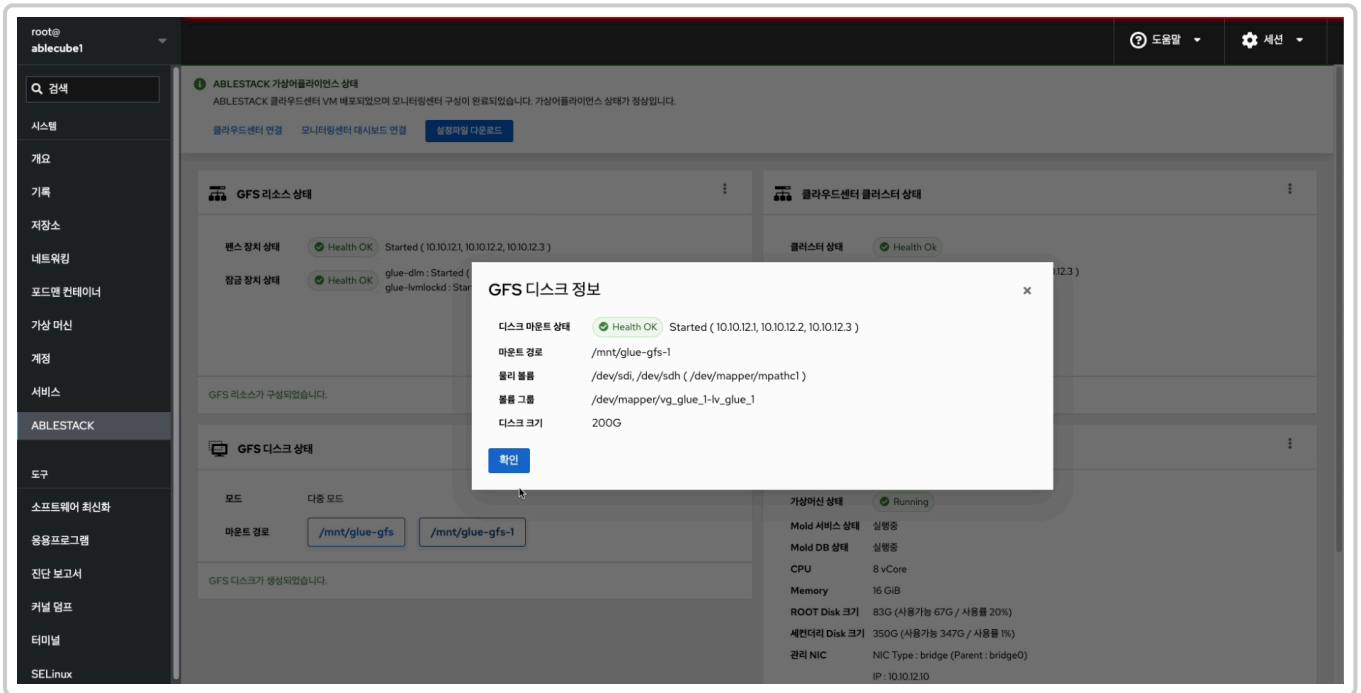 root@
ablecube1
도움말
세션
검색
시스템
개요
기록
저장소
네트워킹
포드맨 컨테이너
가상 머신
계정
서비스
ABLESTACK
도구
소프트웨어 최신화
응용프로그램
진단 보고서
커널 덤프
터미널
SELinux
ABLESTACK 가상어플라이언스 상태
ABLESTACK 클라우드센터 VM 배포되었으며 모니터링센터 구성이 완료되었습니다. 가상어플라이언스 상태가 정상입니다.
클라우드센터 연결 모니터링센터 대시보드 연결 설정파일 다운로드
GFS 리소스 상태
펜스 장치 상태 Health OK Started ( 10.10.12.1, 10.10.12.2, 10.10.12.3 )
잠금 장치 상태 Health OK glue-dlm : Started (
glue-lvmlockd : Star
GFS 리소스가 구성되었습니다.
클라우드센터 클러스터 상태
클러스터 상태 Health Ok
.12.3 )
GFS 디스크 정보
디스크 마운트 상태 Health OK Started ( 10.10.12.1, 10.10.12.2, 10.10.12.3 )
마운트 경로 /mnt/glue-gfs-1
물리 볼륨 /dev/sdi, /dev/sdh ( /dev/mapper/mpathc1 )
볼륨 그룹 /dev/mapper/vg_glue_1-lv_glue_1
디스크 크기 200G
확인
GFS 디스크 상태
모드 다중 모드
마운트 경로 /mnt/glue-gfs /mnt/glue-gfs-1
GFS 디스크가 생성되었습니다.
가상머신 상태 Running
Mold 서비스 상태 실행중
Mold DB 상태 실행중
CPU 8 vCore
Memory 16 GiB
ROOT Disk 크기 83G (사용가능 67G / 사용률 20%)
세컨더리 Disk 크기 350G (사용가능 347G / 사용률 1%)
관리 NIC NIC Type : bridge (Parent : bridge0)
IP : 10.10.12.10